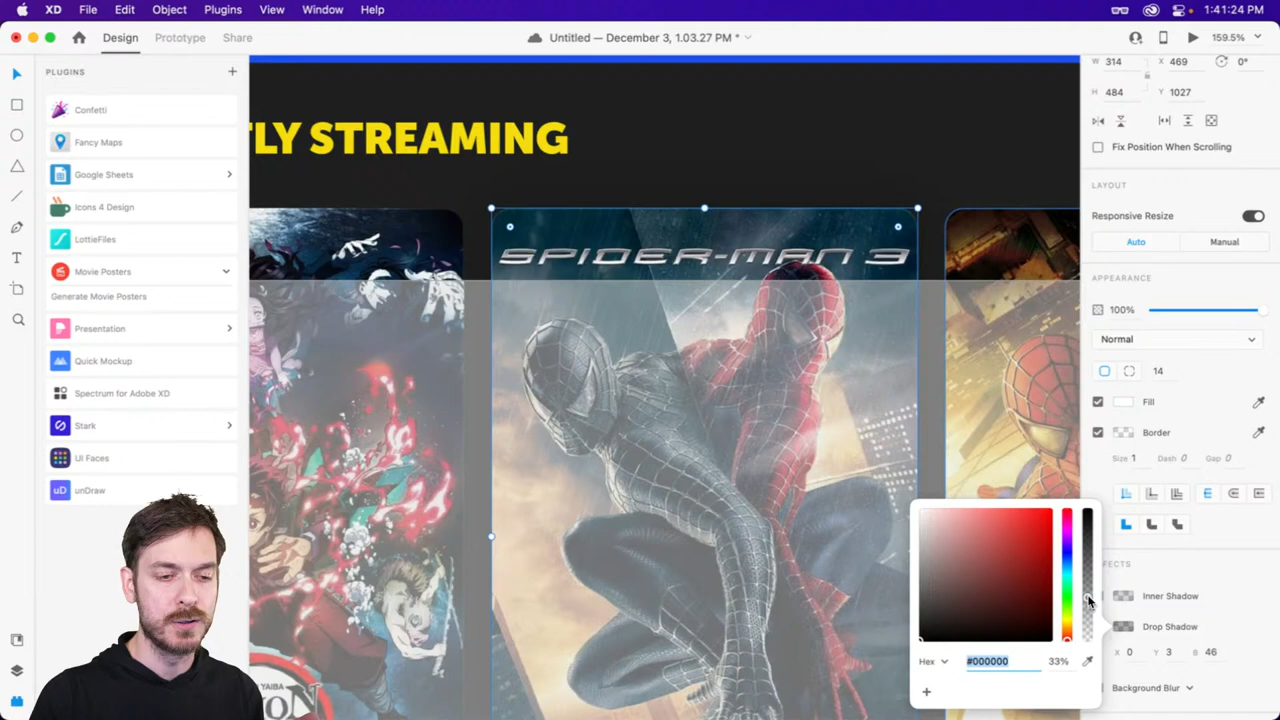 XD File Edit Object Plugins View Window Help 1:41:24 PM
Design Prototype Share Untitled — December 3, 1.03.27 PM * 159.5%
PLUGINS +
Confetti
Fancy Maps
Google Sheets
Icons 4 Design
LottieFiles
Movie Posters
Generate Movie Posters
Presentation
Quick Mockup
Spectrum for Adobe XD
Stark
UI Faces
uD unDraw
TLY STREAMING
SPIDER-MAN 3
YAIBA
W 314 X 469 0°
H 484 Y 1027
Fix Position When Scrolling
LAYOUT
Responsive Resize
Auto Manual
APPEARANCE
100%
Normal
14
Fill
Border
Size 1 Dash 0 Gap 0
FECTS
Inner Shadow
Drop Shadow
X 0 Y 3 B 46
Background Blur
Hex #000000 33%
+